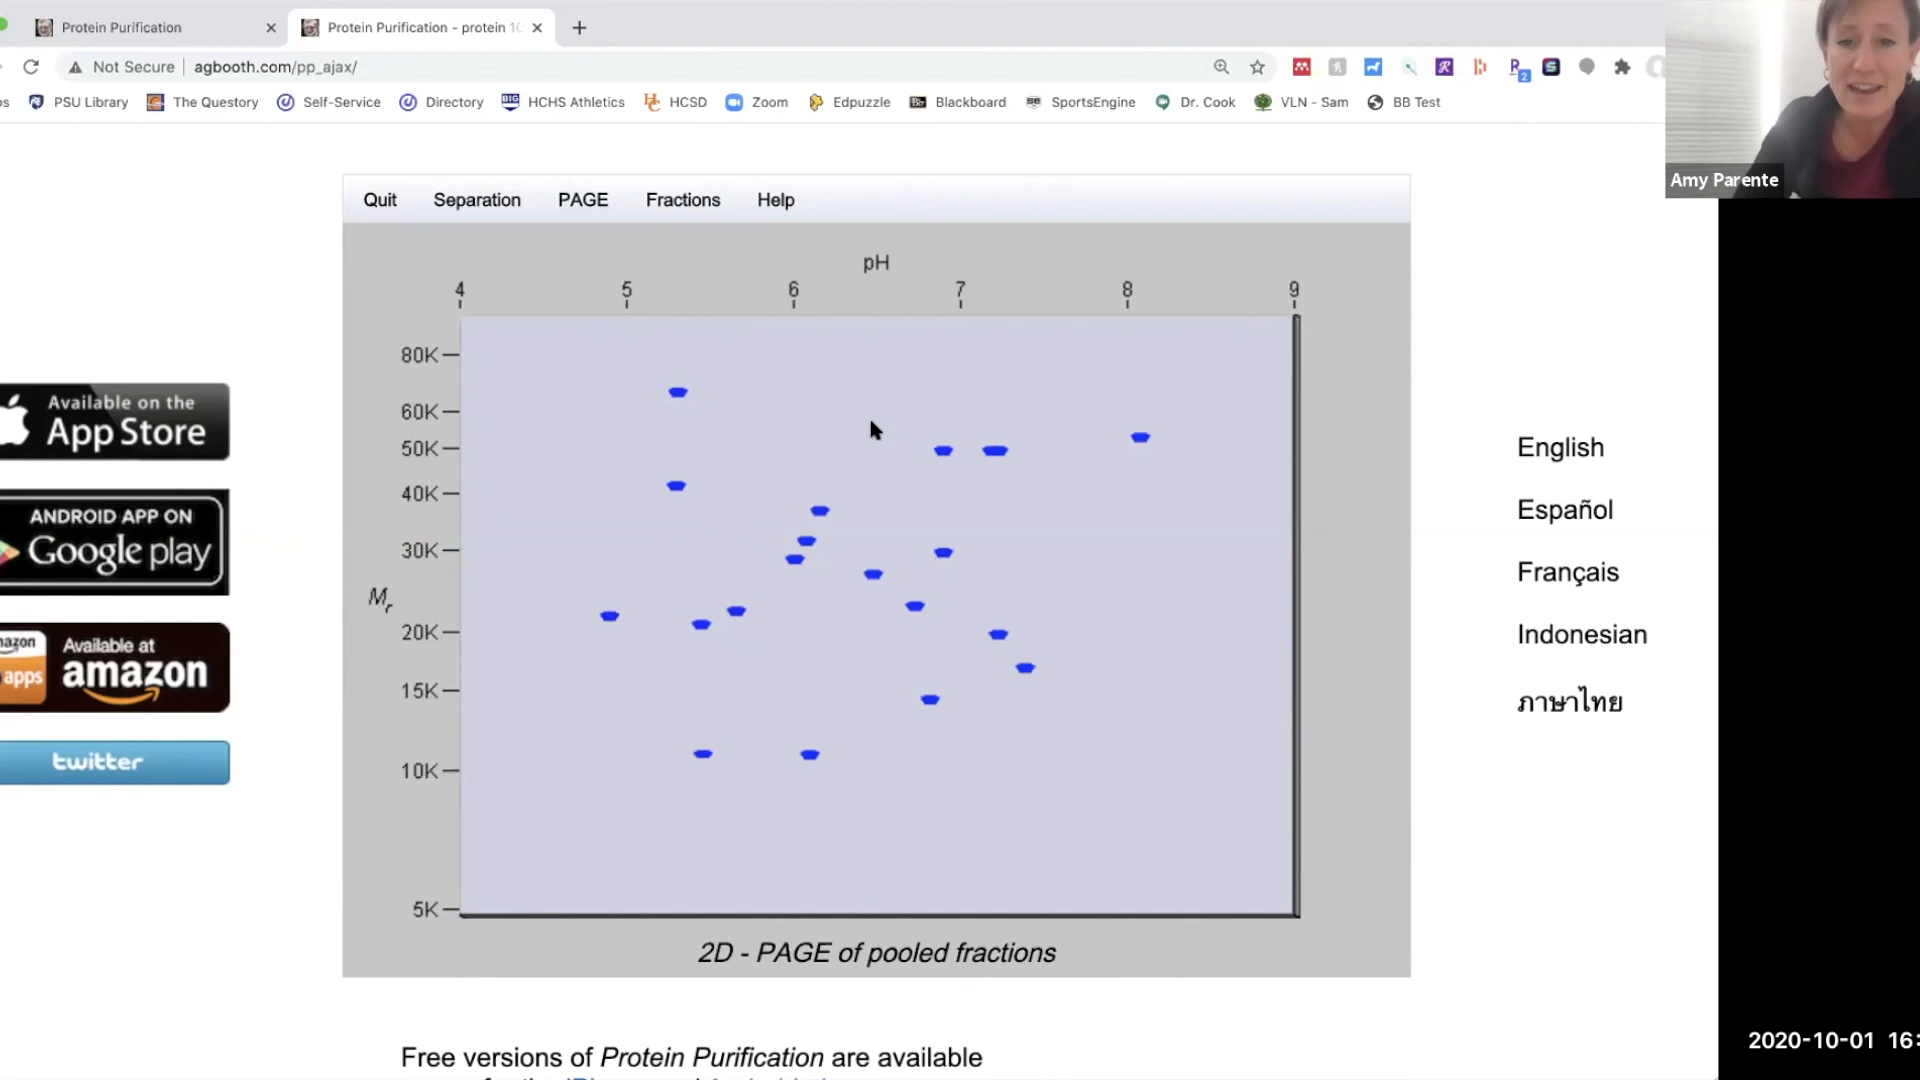 Protein Purification
Protein Purification - protein 10
Not Secure
agbooth.com/pp_ajax/
PSU Library
The Questory
Self-Service
Directory
HCHS Athletics
HCSD
Zoom
Edpuzzle
Blackboard
SportsEngine
Dr. Cook
VLN - Sam
BB Test
Amy Parente
Quit
Separation
PAGE
Fractions
Help
pH
4 5 6 7 8 9
80K
60K
50K
40K
30K
Mr
20K
15K
10K
5K
2D - PAGE of pooled fractions
Available on the
App Store
ANDROID APP ON
Google play
Available at
amazon
apps
twitter
English
Español
Français
Indonesian
ภาษาไทย
Free versions of Protein Purification are available
2020-10-01 16: